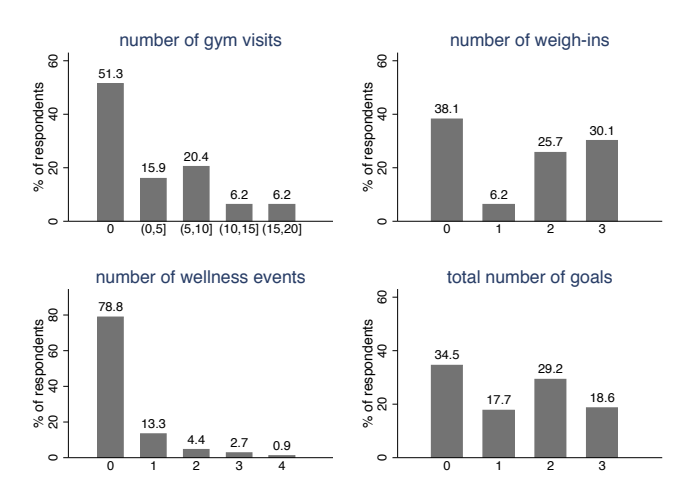 number of gym visits
% of respondents
60
40
20
0
51.3
15.9
20.4
6.2
6.2
0 (0,5] (5,10] (10,15] (15,20]
number of weigh-ins
% of respondents
60
40
20
0
38.1
6.2
25.7
30.1
0 1 2 3
number of wellness events
% of respondents
80
60
40
20
0
78.8
13.3
4.4
2.7
0.9
0 1 2 3 4
total number of goals
% of respondents
60
40
20
0
34.5
17.7
29.2
18.6
0 1 2 3